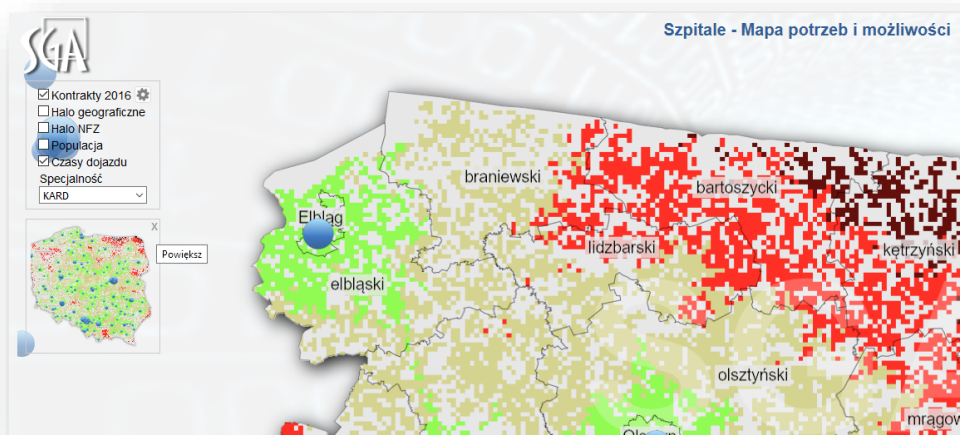 Szpitale - Mapa potrzeb i możliwości
SGA
Kontrakty 2016
Halo geograficzne
Halo NFZ
Populacja
Czasy dojazdu
Specjalność
KARD
x
Powiększ
braniewski
bartoszycki
Elbląg
lidzbarski
kętrzyński
elbląski
olsztyński
mrągow
Olsztyn